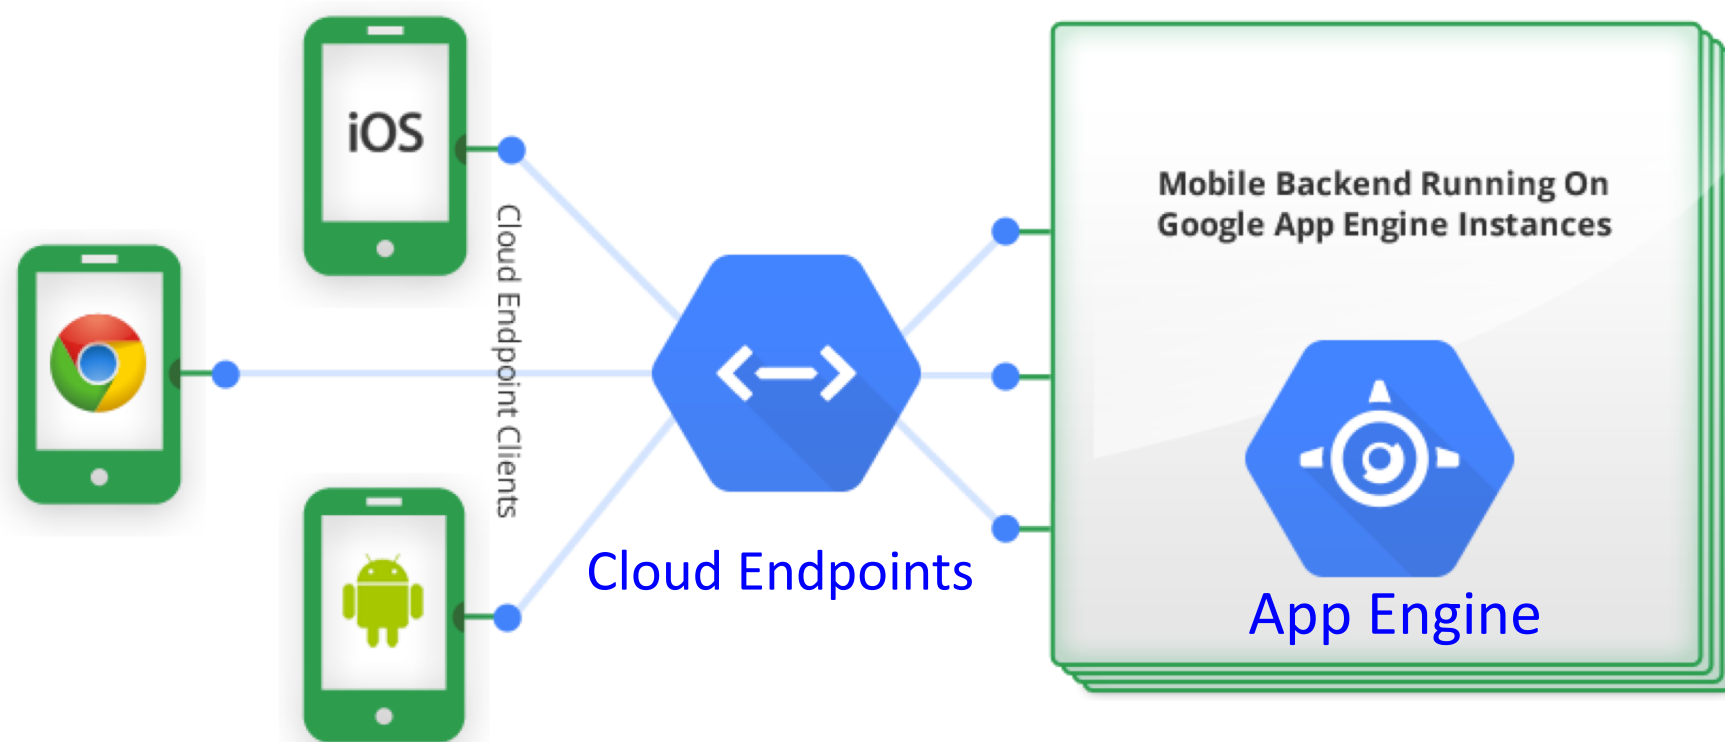 iOS
Cloud Endpoint Clients
Cloud Endpoints
Mobile Backend Running On
Google App Engine Instances
App Engine